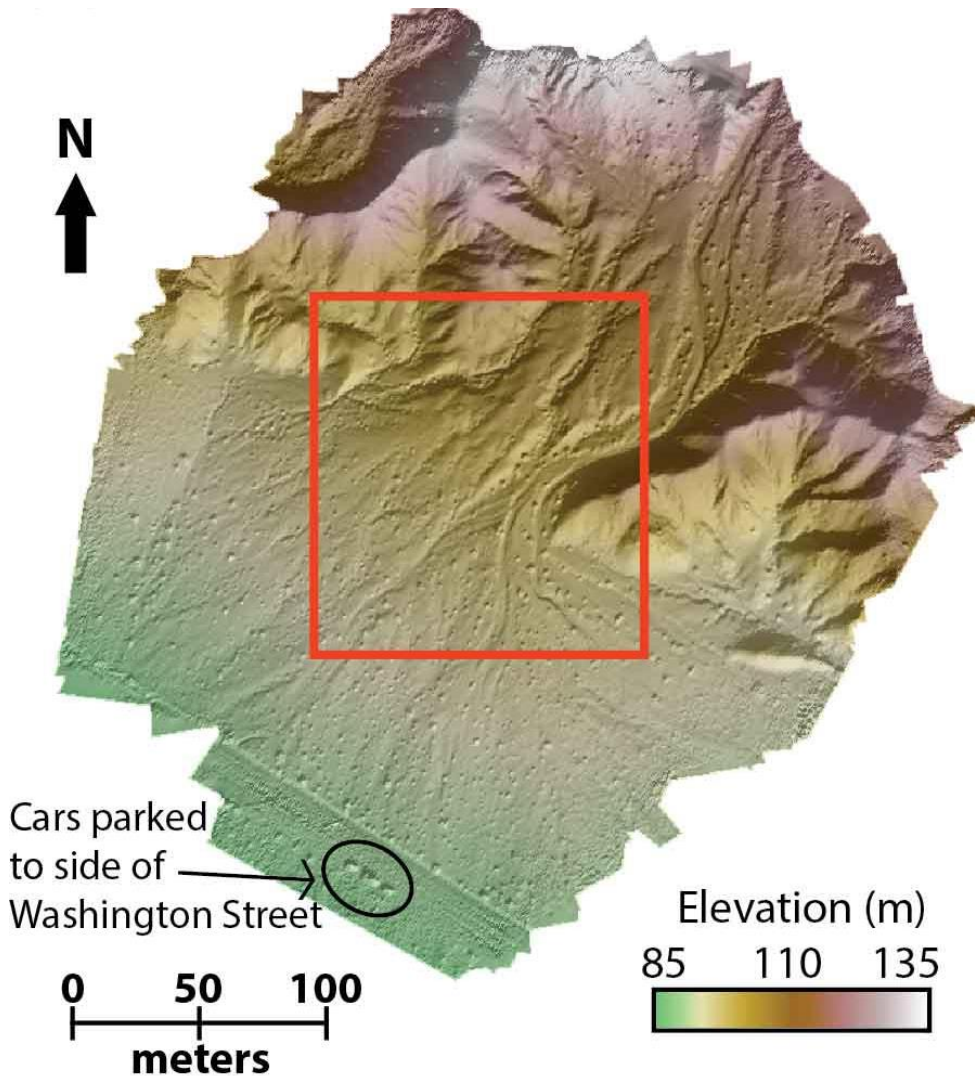 N
Cars parked
to side of
Washington Street
Elevation (m)
85 110 135
0 50 100
meters